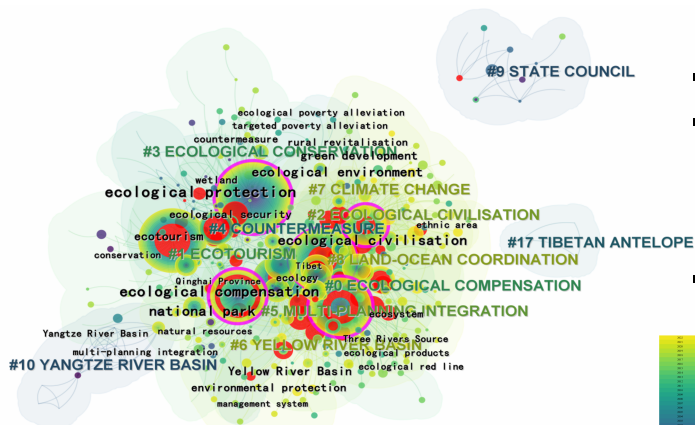 #9 STATE COUNCIL
ecological poverty alleviation
targeted poverty alleviation
countermeasure
rural revitalisation
#3 ECOLOGICAL CONSERVATION
green development
ecological environment
wetland
ecological protection
#7 CLIMATE CHANGE
ecological security
#2 ECOLOGICAL CIVILISATION
#4 COUNTERMEASURE
ethnic area
ecotourism
ecological civilisation
#17 TIBETAN ANTELOPE
conservation
#1 ECOTOURISM
#8 LAND-OCEAN COORDINATION
Tibet
ecology
Qinghai Province
#0 ECOLOGICAL COMPENSATION
ecological compensation
national park
#5 MULTI-PLANNING INTEGRATION
ecosystem
Yangtze River Basin
natural resources
#6 YELLOW RIVER BASIN
Three Rivers Source
multi-planning integration
ecological products
#10 YANGTZE RIVER BASIN
ecological red line
Yellow River Basin
environmental protection
management system